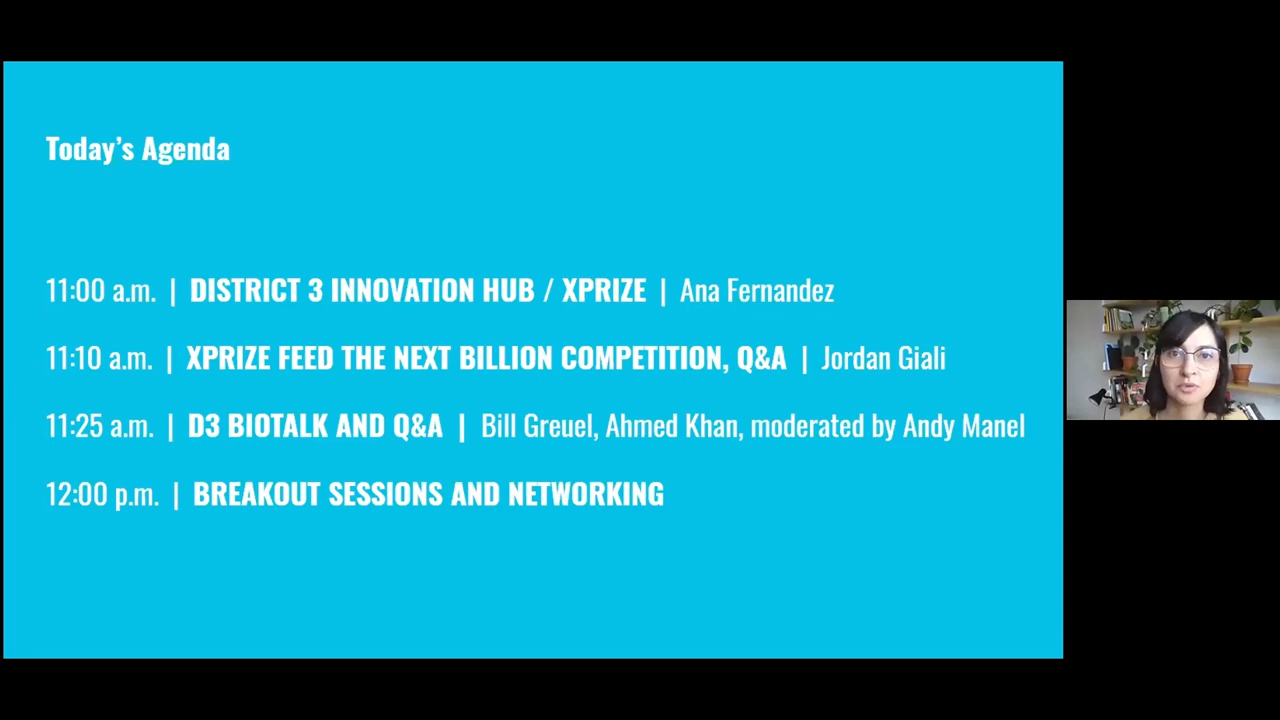 Today's Agenda
11:00 a.m. | DISTRICT 3 INNOVATION HUB / XPRIZE | Ana Fernandez
11:10 a.m. | XPRIZE FEED THE NEXT BILLION COMPETITION, Q&A | Jordan Giali
11:25 a.m. | D3 BIOTALK AND Q&A | Bill Greuel, Ahmed Khan, moderated by Andy Manel
12:00 p.m. | BREAKOUT SESSIONS AND NETWORKING